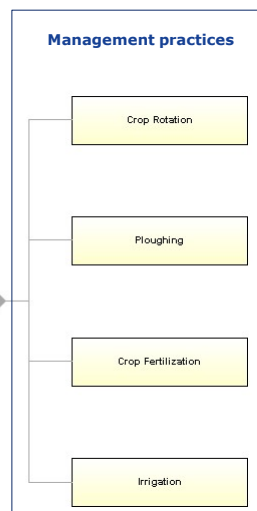 Management practices
Crop Rotation
Ploughing
Crop Fertilization
Irrigation